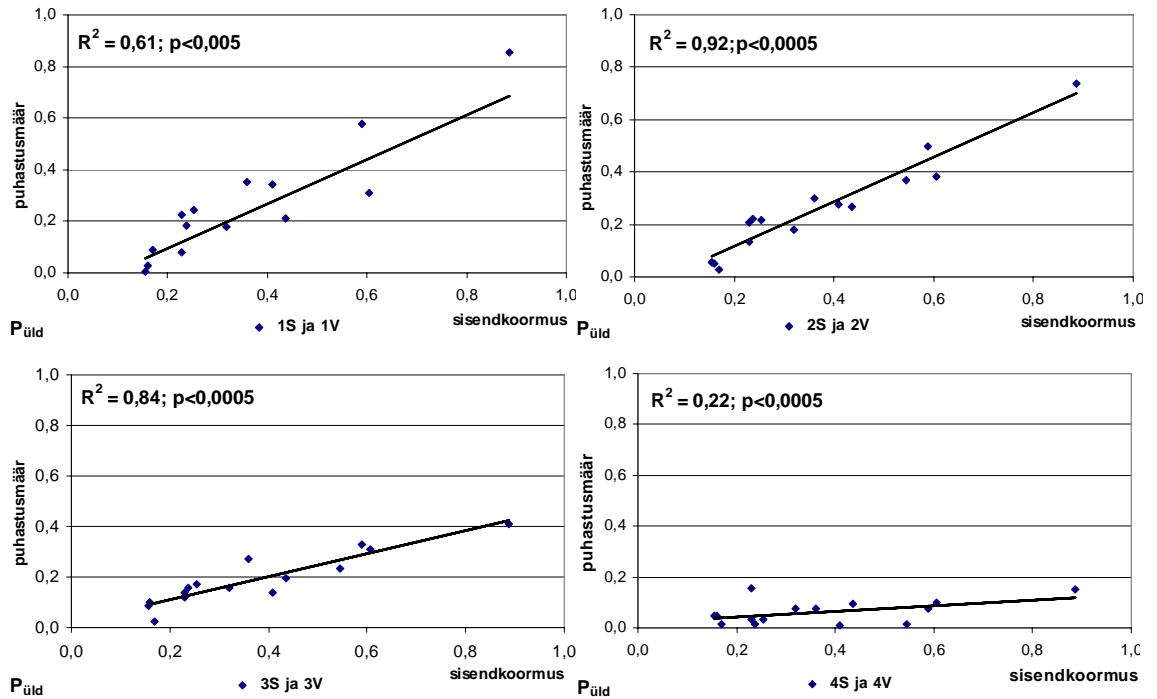 R² = 0,61; p<0,005
puhastusmäär
1,0
0,8
0,6
0,4
0,2
0,0
0,0 0,2 0,4 0,6 0,8 1,0
Püld
1S ja 1V
sisendkoormus
R² = 0,92;p<0,0005
puhastusmäär
1,0
0,8
0,6
0,4
0,2
0,0
0,0 0,2 0,4 0,6 0,8 1,0
Püld
2S ja 2V
sisendkoormus
R² = 0,84; p<0,0005
puhastusmäär
1,0
0,8
0,6
0,4
0,2
0,0
0,0 0,2 0,4 0,6 0,8 1,0
Püld
3S ja 3V
sisendkoormus
R² = 0,22; p<0,0005
puhastusmäär
1,0
0,8
0,6
0,4
0,2
0,0
0,0 0,2 0,4 0,6 0,8 1,0
Püld
4S ja 4V
sisendkoormus